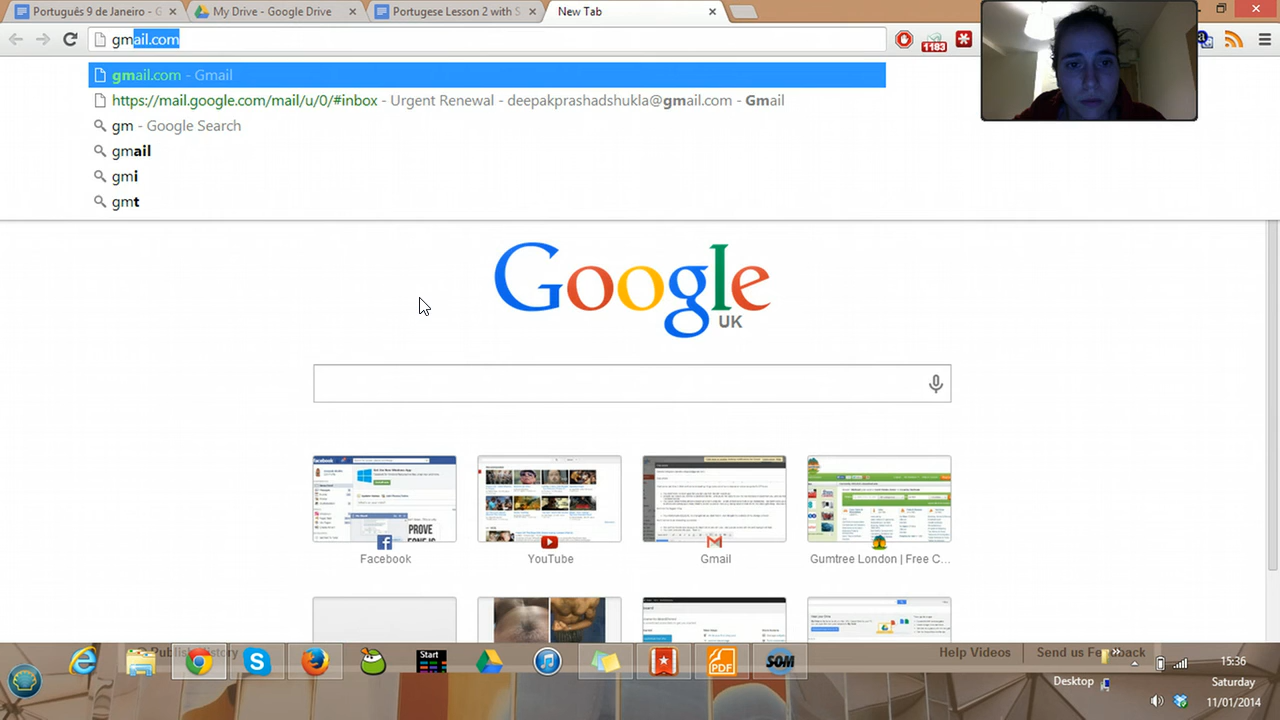 Português 9 de Janeiro - G
My Drive - Google Drive
Portugese Lesson 2 with S
New Tab
gmail.com
1183
gmail.com - Gmail
https://mail.google.com/mail/u/0/#inbox - Urgent Renewal - deepakprashadshukla@gmail.com - Gmail
gm - Google Search
gmail
gmi
gmt
Google
UK
facebook
PROVE
Facebook
YouTube
Gmail
Gumtree London | Free C...
Help Videos
Send us Feedback
Start
PDF
SOM
15:36
Desktop
Saturday
11/01/2014